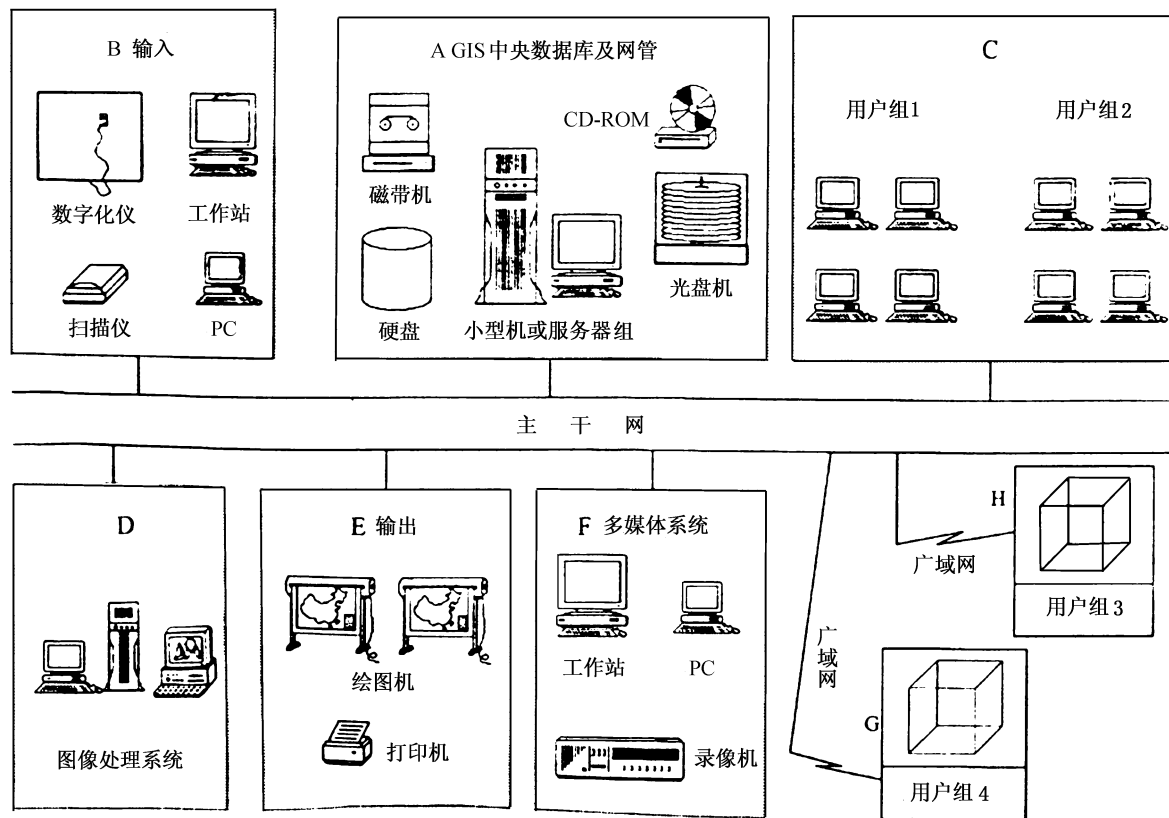 B 输入
数字化仪
工作站
扫描仪
PC
A GIS中央数据库及网管
CD-ROM
磁带机
硬盘
小型机或服务器组
光盘机
C
用户组1
用户组2
主干网
D
图像处理系统
E 输出
绘图机
打印机
F 多媒体系统
工作站
PC
录像机
广域网
H
用户组3
广域网
G
用户组4